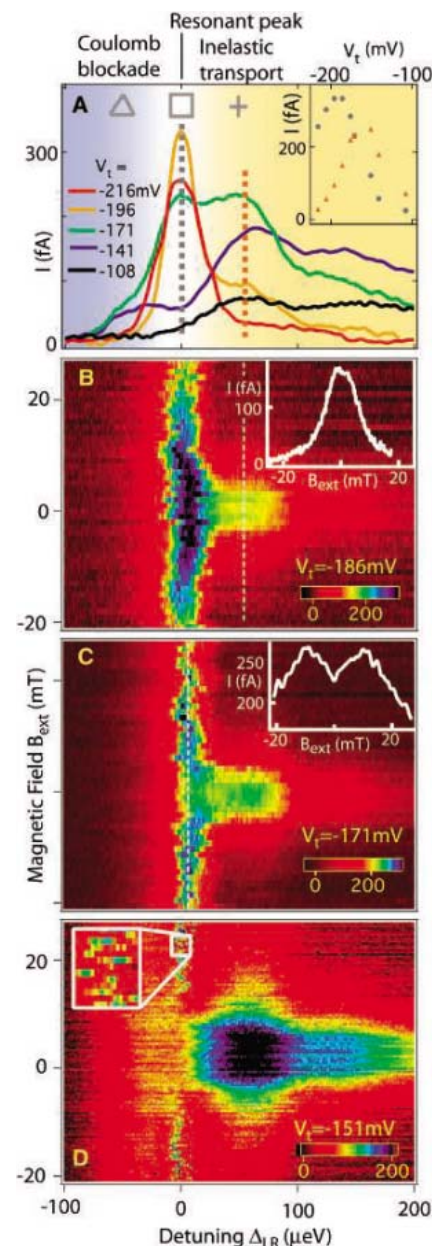 Resonant peak
Coulomb blockade
Inelastic transport
V_t (mV)
-200 -100
A
I (fA)
200
0
300
V_t =
-216mV
-196
-171
-141
-108
I (fA)
0
B
20
0
-20
I (fA)
100
0
-20 0 20
B_ext (mT)
V_t=-186mV
0 200
C
250
I (fA)
200
-20 0 20
B_ext (mT)
V_t=-171mV
0 200
Magnetic Field B_ext (mT)
D
20
0
-20
V_t=-151mV
0 200
-100 0 100 200
Detuning Δ_LR (μeV)